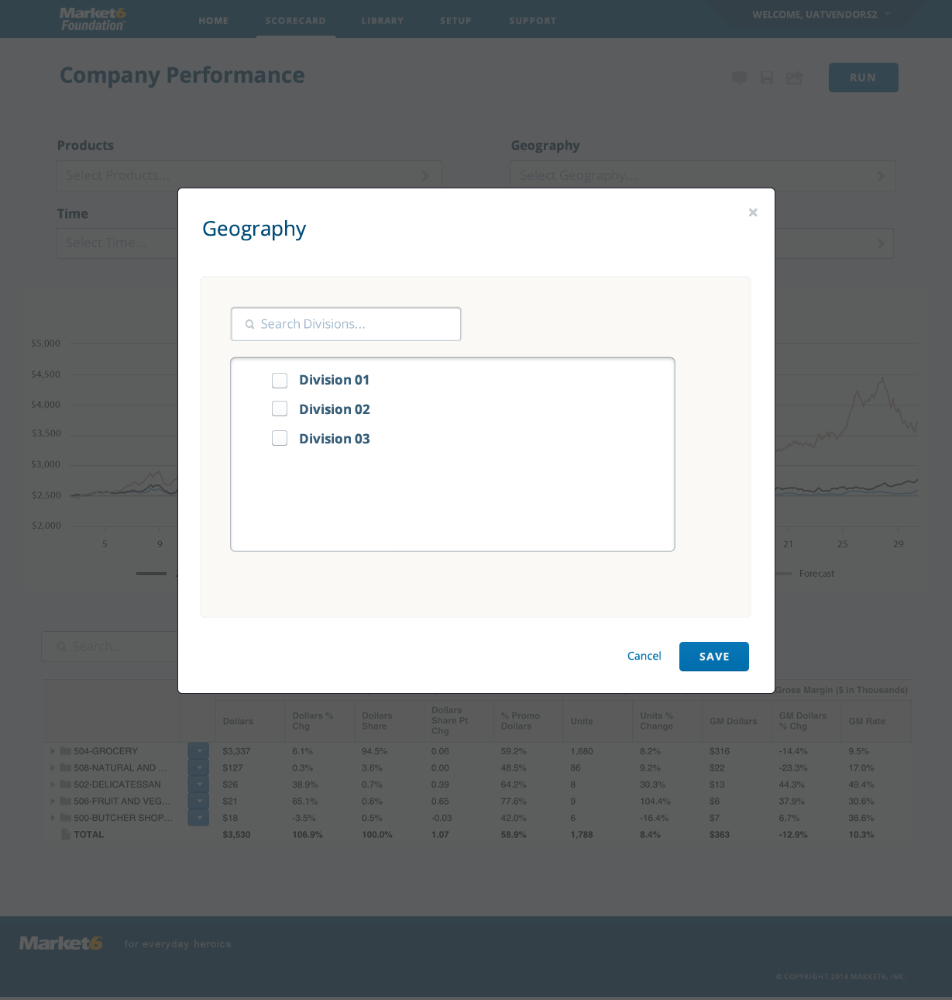 Market6
Foundation
HOME SCORECARD LIBRARY SETUP SUPPORT
WELCOME, UATVENDORS2
Company Performance
RUN
Products
Geography
Select Products...
Select Geography...
Time
Select Time...
Geography
Search Divisions...
Division 01
Division 02
Division 03
Cancel
SAVE
$5,000
$4,500
$4,000
$3,500
$3,000
$2,500
$2,000
5 9 21 25 29
Forecast
Search...
Gross Margin ($ in Thousands)
Dollars Dollars % Chg Dollars Share Dollars Share Pt Chg % Promo Dollars Units Units % Change GM Dollars GM Dollars % Chg GM Rate
504-GROCERY $3,337 6.1% 94.5% 0.06 59.2% 1,680 8.2% $316 -14.4% 9.5%
508-NATURAL AND ... $127 0.3% 3.6% 0.00 48.5% 86 9.2% $22 -23.3% 17.0%
502-DELICATESSAN $26 38.9% 0.7% 0.39 64.2% 8 30.3% $13 44.3% 49.4%
506-FRUIT AND VEG... $21 65.1% 0.6% 0.65 77.6% 9 104.4% $6 37.9% 30.6%
500-BUTCHER SHOP... $18 -3.5% 0.5% -0.03 42.0% 6 -16.4% $7 6.7% 36.6%
TOTAL $3,530 106.9% 100.0% 1.07 58.9% 1,788 8.4% $363 -12.9% 10.3%
Market6 for everyday heroics
© COPYRIGHT 2014 MARKET6, INC.